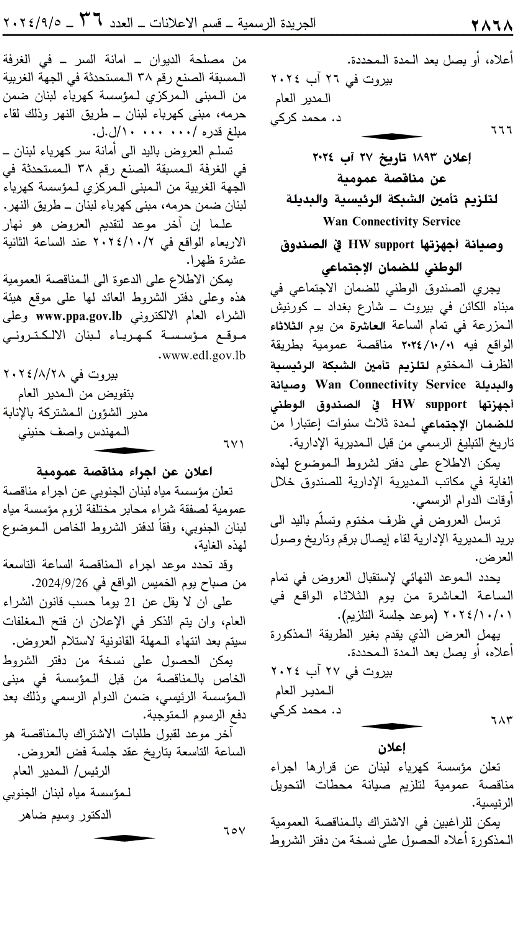 ٢٨٦٨
الجريدة الرسمية ـ قسم الاعلانات ـ العدد ٣٦ ـ ٢٠٢٤/٩/٥
أعلاه، أو يصل بعد المدة المحددة.
بيروت في ٢٦ آب ٢٠٢٤
المدير العام
د. محمد كركي
٦٦٦
إعلان ١٨٩٣ تاريخ ٢٧ آب ٢٠٢٤
عن مناقصة عمومية
لتلزيم تأمين الشبكة الرئيسية والبديلة
Wan Connectivity Service
وصيانة أجهزتها HW support في الصندوق
الوطني للضمان الإجتماعي
يجري الصندوق الوطني للضمان الاجتماعي في
مبناه الكائن في بيروت ـ شارع بغداد ـ كورنيش
المزرعة في تمام الساعة العاشرة من يوم الثلاثاء
الواقع فيه ٢٠٢٤/١٠/٠١ مناقصة عمومية بطريقة
الظرف المختوم لتلزيم تأمين الشبكة الرئيسية
والبديلة Wan Connectivity Service وصيانة
أجهزتها HW support في الصندوق الوطني
للضمان الإجتماعي لمدة ثلاث سنوات إعتبارا من
تاريخ التبليغ الرسمي من قبل المديرية الإدارية.
يمكن الاطلاع على دفتر لشروط الموضوع لهذه
الغاية في مكاتب المديرية الإدارية للصندوق خلال
أوقات الدوام الرسمي.
ترسل العروض في ظرف مختوم وتسلّم باليد الى
بريد المديرية الإدارية لقاء إيصال برقم وتاريخ وصول
العرض.
يحدد الموعد النهائي لإستقبال العروض في تمام
الساعة العاشرة من يوم الثلاثاء الواقع في
٢٠٢٤/١٠/٠١ (موعد جلسة التلزيم).
يهمل العرض الذي يقدم بغير الطريقة المذكورة
أعلاه، أو يصل بعد المدة المحددة.
بيروت في ٢٧ آب ٢٠٢٤
المدير العام
د. محمد كركي
٦٨٣
إعلان
تعلن مؤسسة كهرباء لبنان عن قرارها اجراء
مناقصة عمومية لتلزيم صيانة محطات التحويل
الرئيسية.
يمكن للراغبين في الاشتراك بالمناقصة العمومية
المذكورة أعلاه الحصول على نسخة من دفتر الشروط
من مصلحة الديوان ـ امانة السر ـ في الغرفة
المسبقة الصنع رقم ٣٨ المستحدثة في الجهة الغربية
من المبنى المركزي لمؤسسة كهرباء لبنان ضمن
حرمه، مبنى كهرباء لبنان ـ طريق النهر وذلك لقاء
مبلغ قدره /٠٠٠ ٠٠٠ ١٠/ل.ل.
تسلم العروض باليد الى أمانة سر كهرباء لبنان ـ
في الغرفة المسبقة الصنع رقم ٣٨ المستحدثة في
الجهة الغربية من المبنى المركزي لمؤسسة كهرباء
لبنان ضمن حرمه، مبنى كهرباء لبنان ـ طريق النهر.
علما إن آخر موعد لتقديم العروض هو نهار
الاربعاء الواقع في ٢٠٢٤/١٠/٢ عند الساعة الثانية
عشرة ظهرا.
يمكن الاطلاع على الدعوة الى المناقصة العمومية
هذه وعلى دفتر الشروط العائد لها على موقع هيئة
الشراء العام الالكتروني www.ppa.gov.lb وعلى
موقع مؤسسة كهرباء لبنان الالكتروني
www.edl.gov.lb.
بيروت في ٢٠٢٤/٨/٢٨
بتفويض من المدير العام
مدير الشؤون المشتركة بالإنابة
المهندس واصف حنيني
٦٧١
اعلان عن اجراء مناقصة عمومية
تعلن مؤسسة مياه لبنان الجنوبي عن اجراء مناقصة
عمومية لصفقة شراء محابر مختلفة لزوم مؤسسة مياه
لبنان الجنوبي، وفقاً لدفتر الشروط الخاص الموضوع
لهذه الغاية،
وقد تحدد موعد اجراء المناقصة الساعة التاسعة
من صباح يوم الخميس الواقع في 2024/9/26
على ان لا يقل عن 21 يوما حسب قانون الشراء
العام، وان يتم الذكر في الإعلان ان فتح المغلفات
سيتم بعد انتهاء المهلة القانونية لاستلام العروض.
يمكن الحصول على نسخة من دفتر الشروط
الخاص بالمناقصة من قبل المؤسسة في مبنى
المؤسسة الرئيسي، ضمن الدوام الرسمي وذلك بعد
دفع الرسوم المتوجبة.
آخر موعد لقبول طلبات الاشتراك بالمناقصة هو
الساعة التاسعة بتاريخ عقد جلسة فض العروض.
الرئيس/ المدير العام
لمؤسسة مياه لبنان الجنوبي
الدكتور وسيم ضاهر
٦٥٧